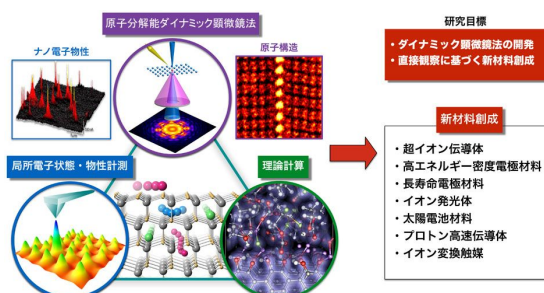 原子分解能ダイナミック顕微鏡法
ナノ電子物性
原子構造
局所電子状態・物性計測
理論計算
研究目標
・ダイナミック顕微鏡法の開発
・直接観察に基づく新材料創成
新材料創成
・超イオン伝導体
・高エネルギー密度電極材料
・長寿命電極材料
・イオン発光体
・太陽電池材料
・プロトン高速伝導体
・イオン変換触媒